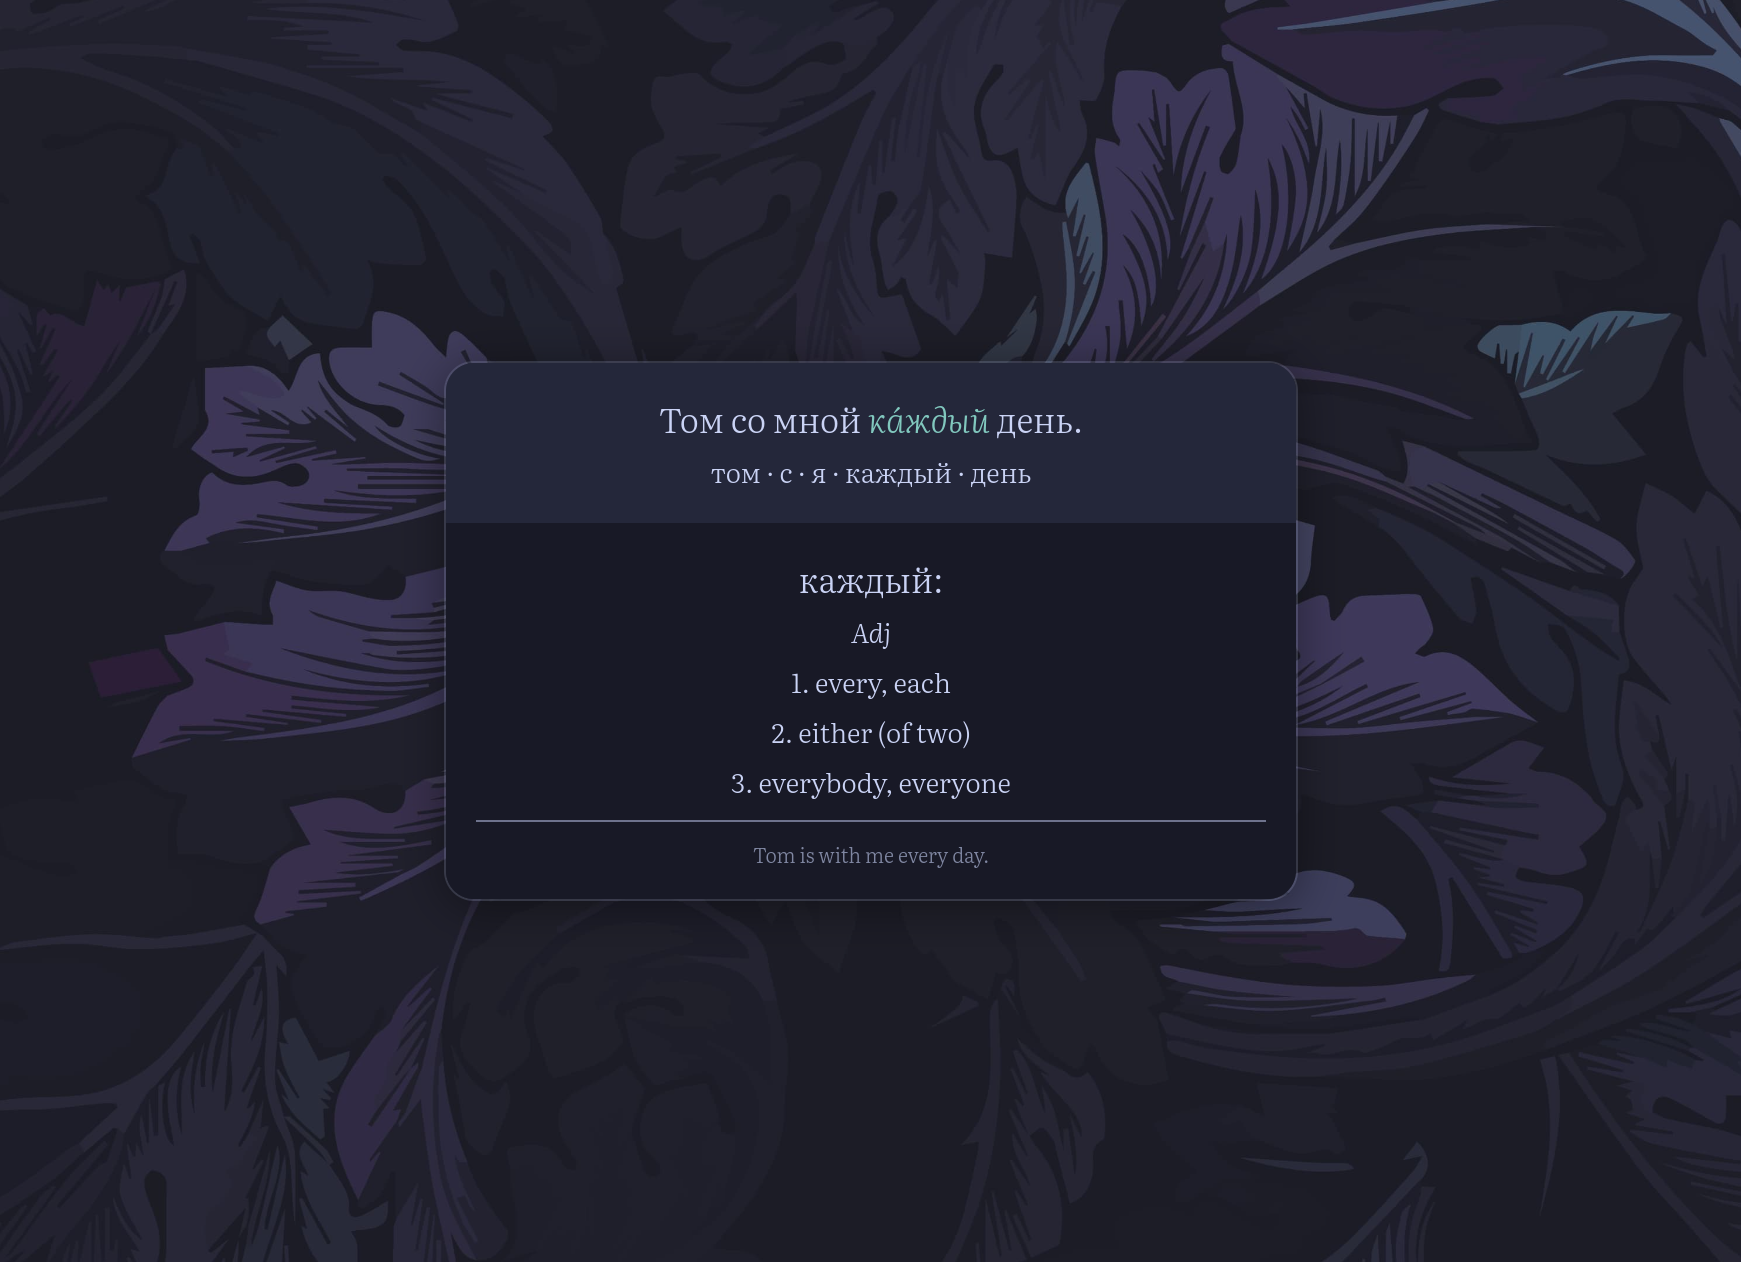 Том со мной ка́ждый день.
том · с · я · каждый · день
каждый:
Adj
1. every, each
2. either (of two)
3. everybody, everyone
Tom is with me every day.